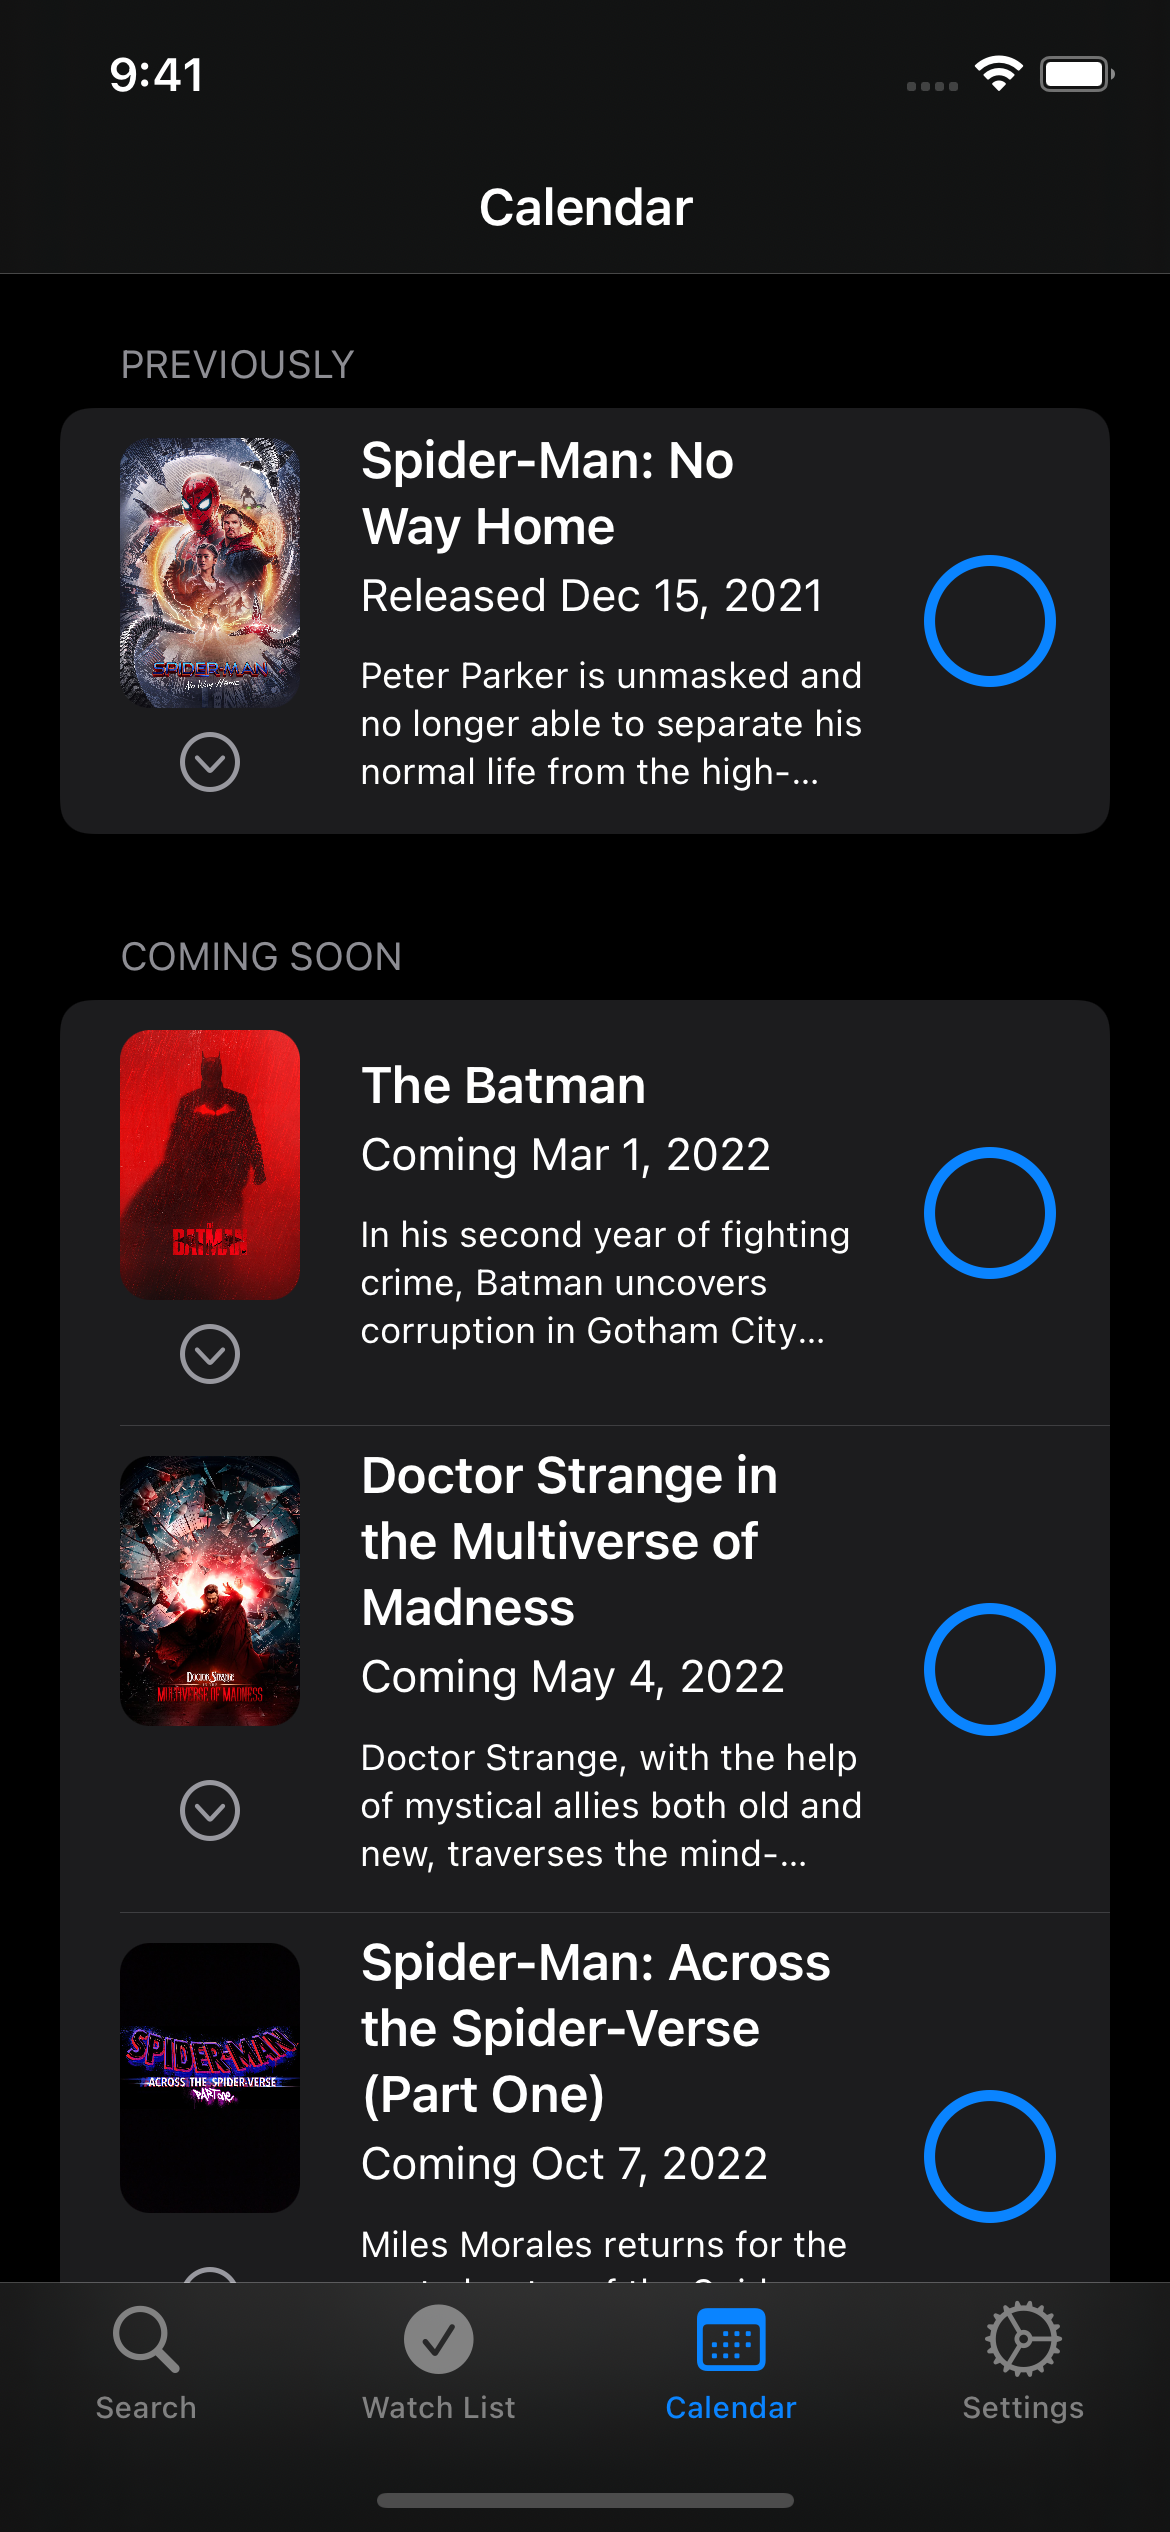 9:41
Calendar
PREVIOUSLY
SPIDER-MAN
No Way Home
Spider-Man: No
Way Home
Released Dec 15, 2021
Peter Parker is unmasked and
no longer able to separate his
normal life from the high-...
COMING SOON
THE
BATMAN
The Batman
Coming Mar 1, 2022
In his second year of fighting
crime, Batman uncovers
corruption in Gotham City...
DOCTOR STRANGE
IN THE
MULTIVERSE OF MADNESS
Doctor Strange in
the Multiverse of
Madness
Coming May 4, 2022
Doctor Strange, with the help
of mystical allies both old and
new, traverses the mind-...
SPIDER-MAN
ACROSS THE SPIDER-VERSE
PART ONE
Spider-Man: Across
the Spider-Verse
(Part One)
Coming Oct 7, 2022
Miles Morales returns for the
Search
Watch List
Calendar
Settings